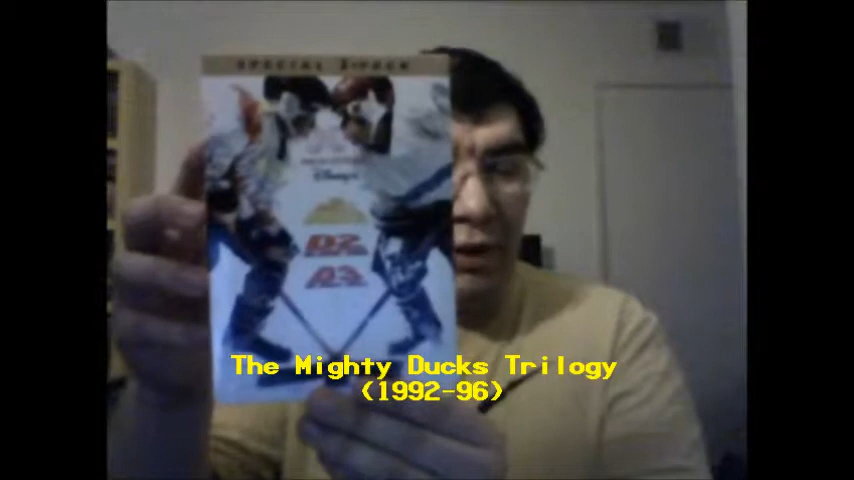 SPECIAL 3-PACK
Disney's
D2
D3
The Mighty Ducks Trilogy
(1992-96)